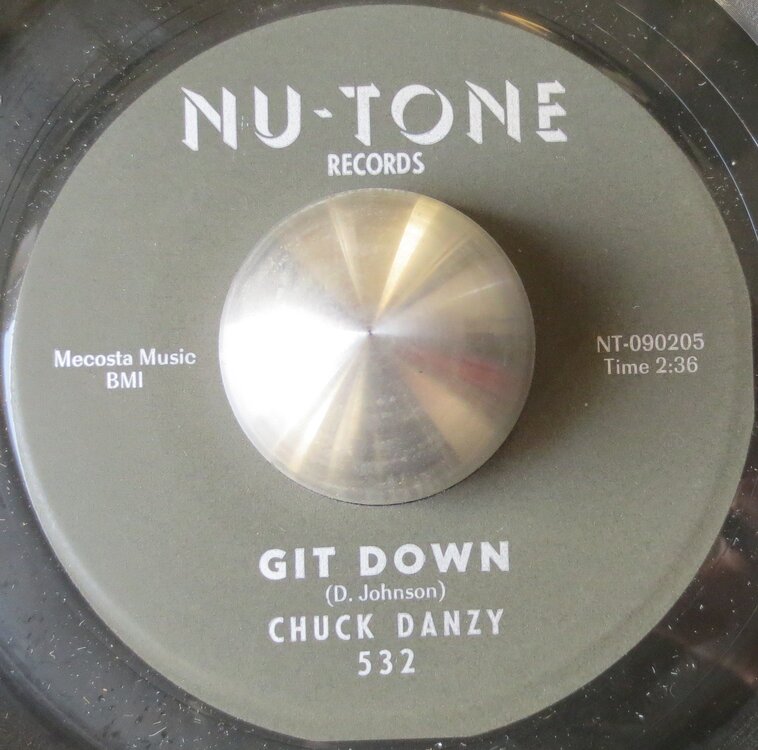 NU-TONE
RECORDS
Mecosta Music
BMI
NT-090205
Time 2:36
GIT DOWN
(D. Johnson)
CHUCK DANZY
532